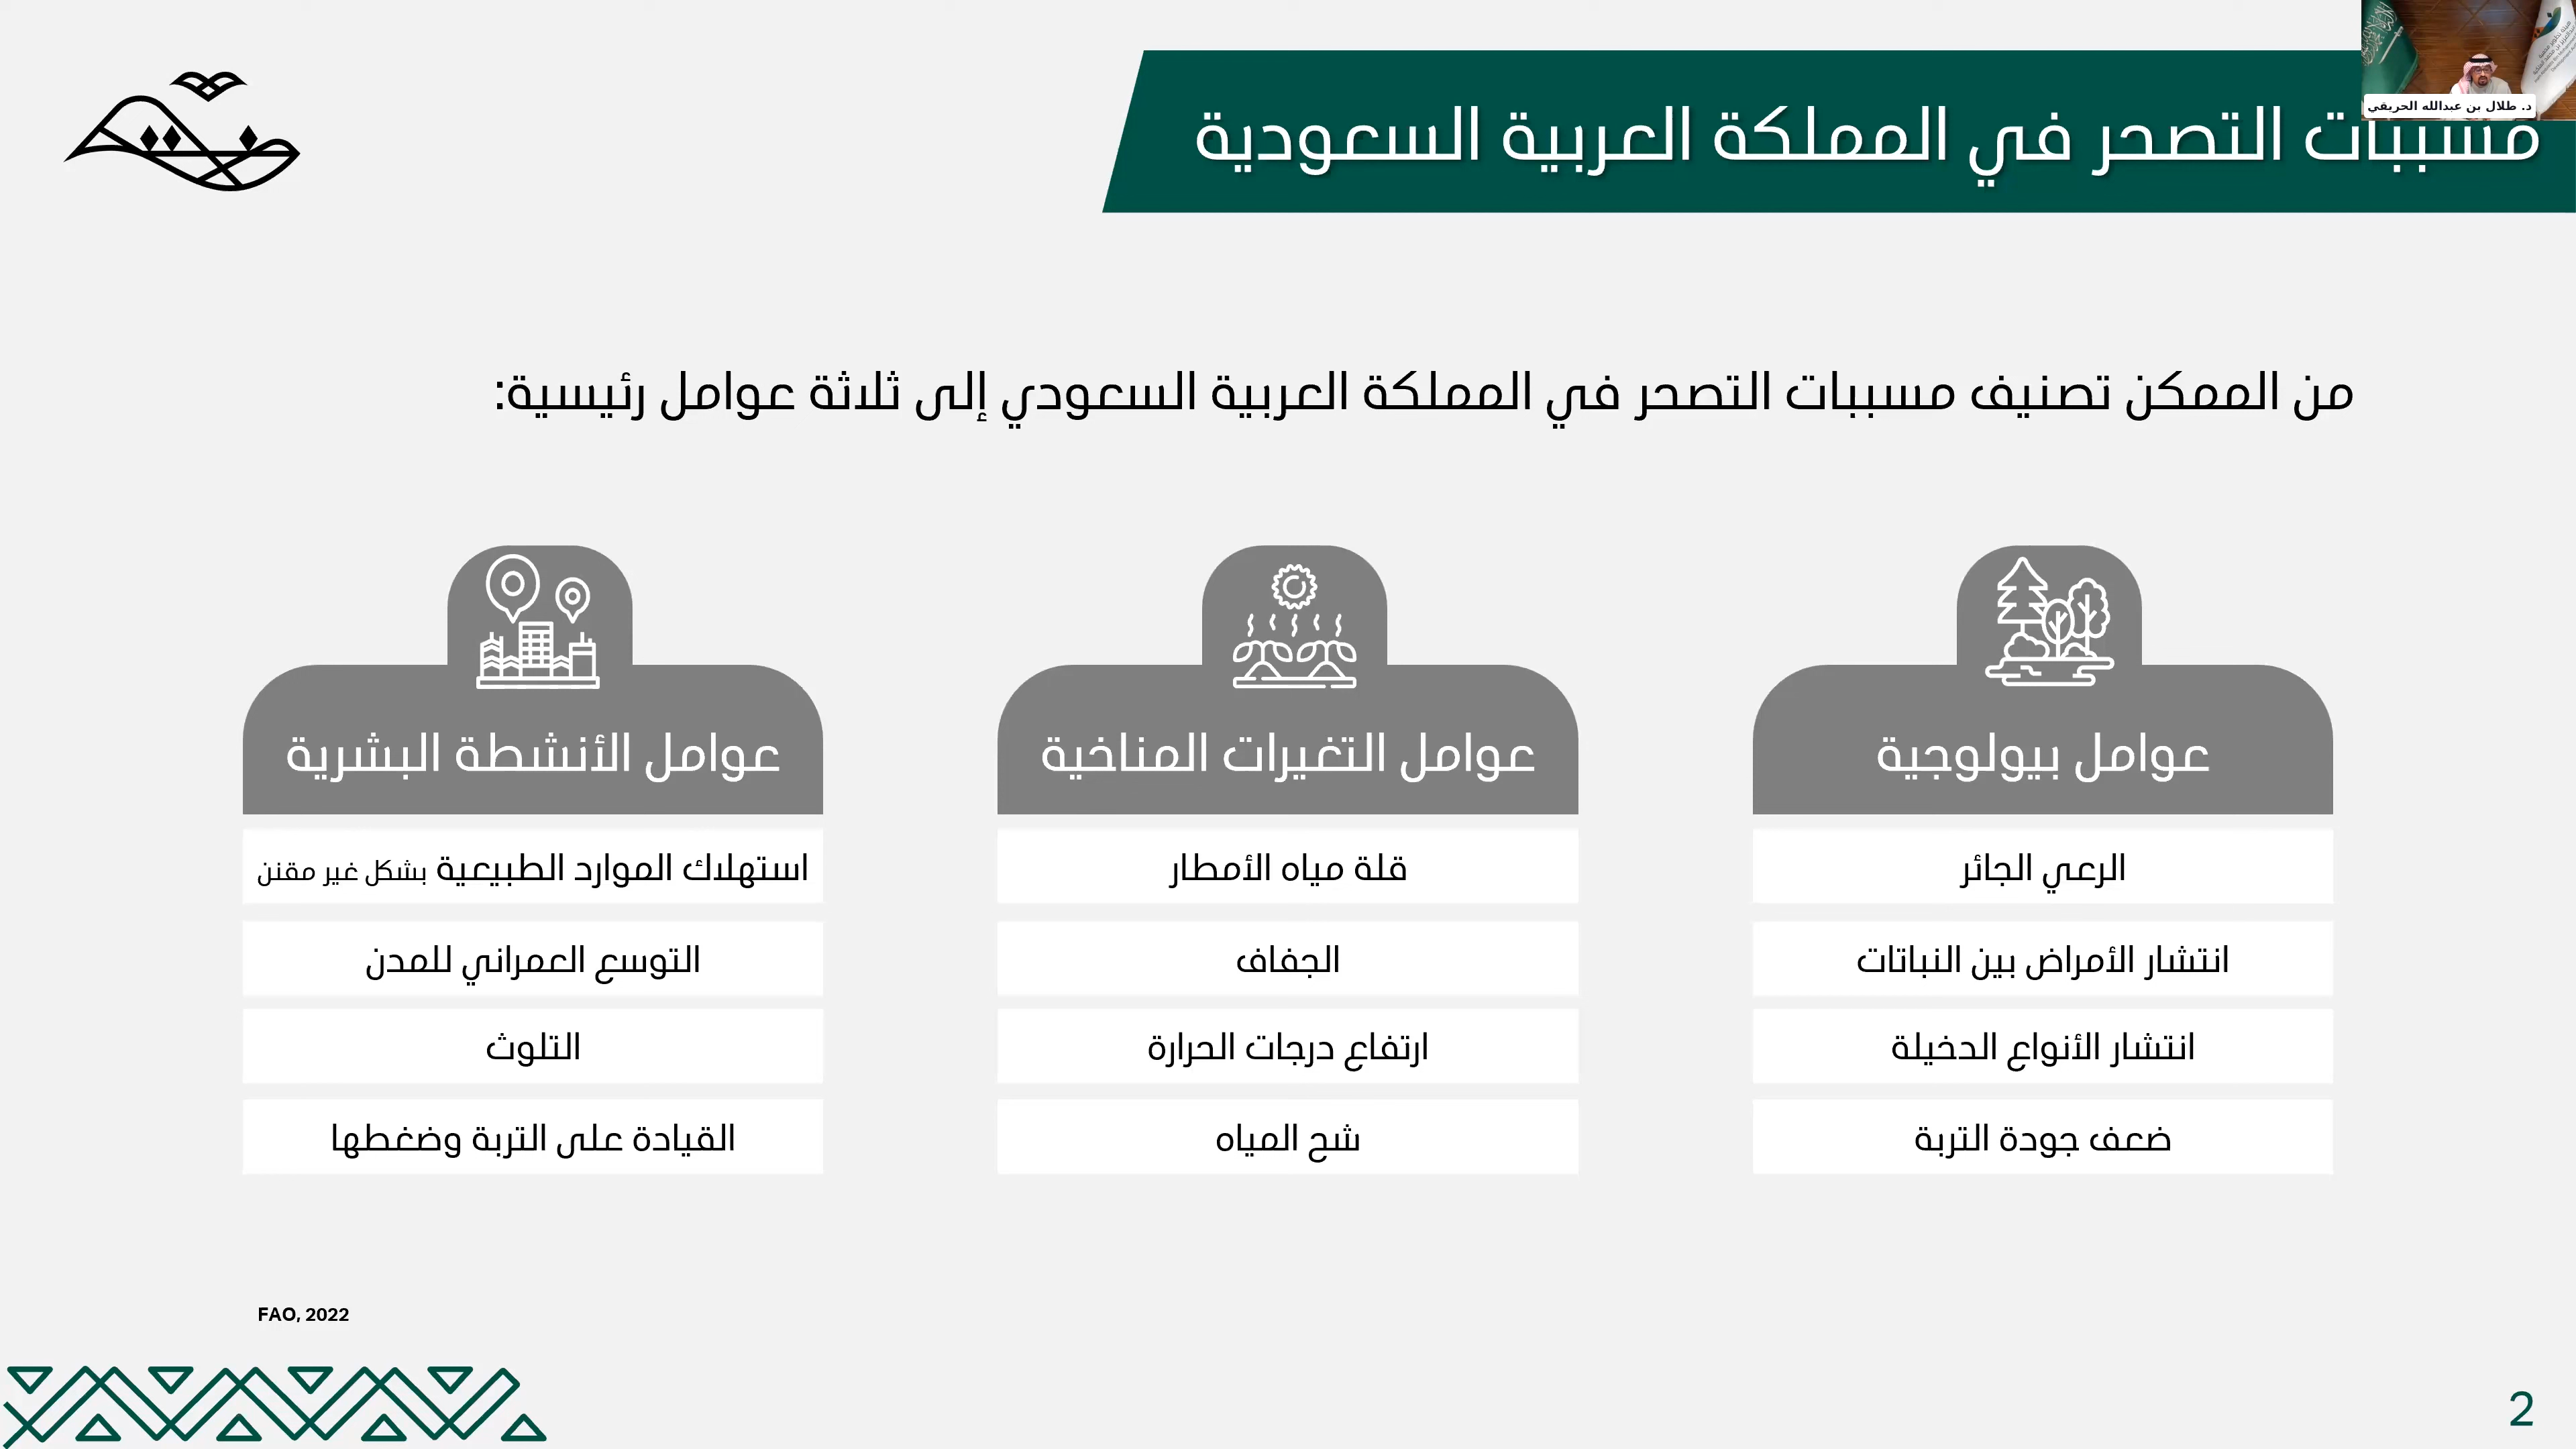 د. طلال بن عبدالله الحريقي
مسببات التصحر في المملكة العربية السعودية
من الممكن تصنيف مسببات التصحر في المملكة العربية السعودي إلى ثلاثة عوامل رئيسية:
عوامل بيولوجية
الرعي الجائر
انتشار الأمراض بين النباتات
انتشار الأنواع الدخيلة
ضعف جودة التربة
عوامل التغيرات المناخية
قلة مياه الأمطار
الجفاف
ارتفاع درجات الحرارة
شح المياه
عوامل الأنشطة البشرية
استهلاك الموارد الطبيعية بشكل غير مقنن
التوسع العمراني للمدن
التلوث
القيادة على التربة وضغطها
FAO, 2022
2